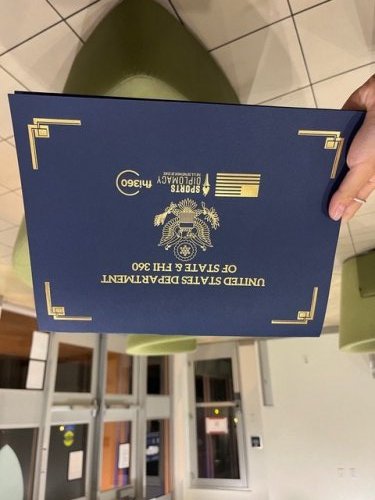 UNITED STATES DEPARTMENT
OF STATE & FHI 360
SPORTS
DIPLOMACY
fhi360